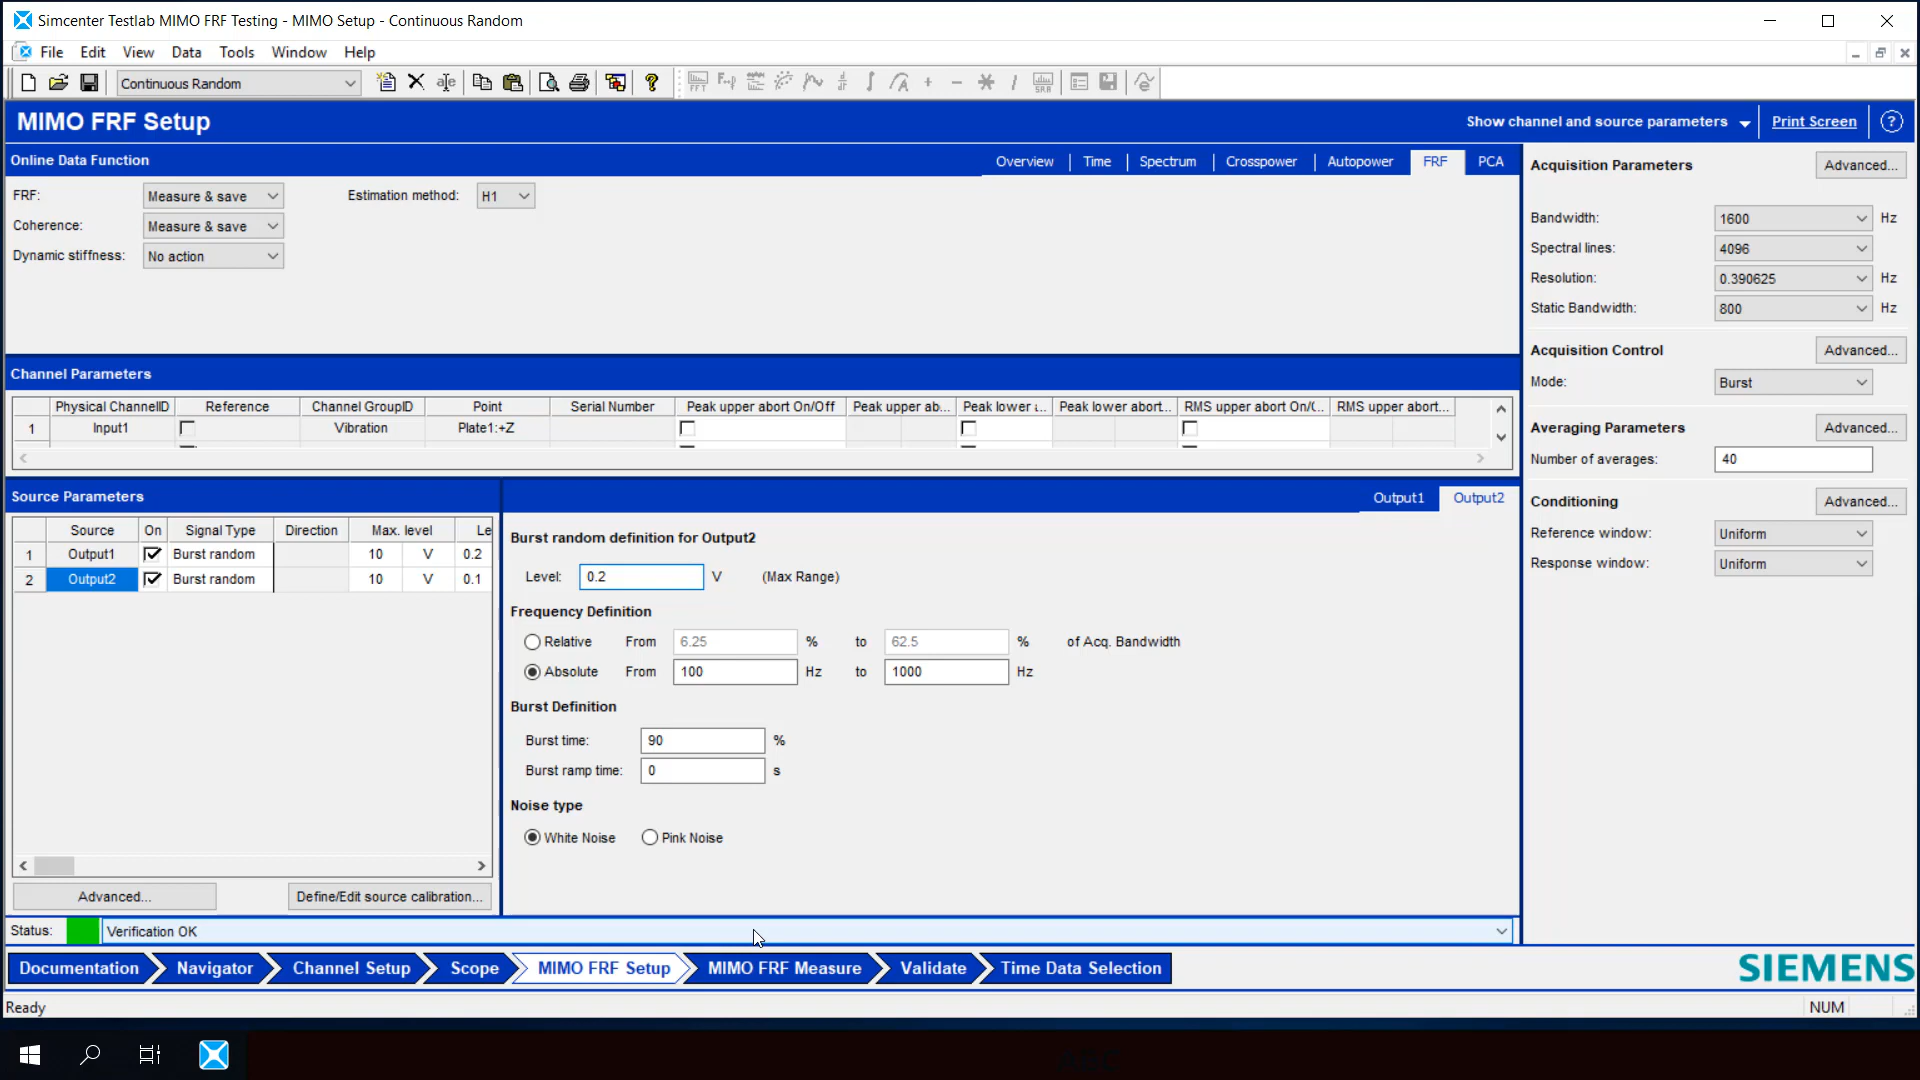 Simcenter Testlab MIMO FRF Testing - MIMO Setup - Continuous Random
File Edit View Data Tools Window Help
Continuous Random
MIMO FRF Setup
Show channel and source parameters
Print Screen
Online Data Function
Overview Time Spectrum Crosspower Autopower FRF PCA
FRF: Measure & save Estimation method: H1
Coherence: Measure & save
Dynamic stiffness: No action
Channel Parameters
Physical ChannelID Reference Channel GroupID Point Serial Number Peak upper abort On/Off Peak upper ab... Peak lower ... Peak lower abort... RMS upper abort On/(... RMS upper abort...
1 Input1 Vibration Plate1:+Z
Source Parameters
Source On Signal Type Direction Max. level Le
1 Output1 Burst random 10 V 0.2
2 Output2 Burst random 10 V 0.1
Advanced... Define/Edit source calibration...
Output1 Output2
Burst random definition for Output2
Level: 0.2 V (Max Range)
Frequency Definition
Relative From 6.25 % to 62.5 % of Acq. Bandwidth
Absolute From 100 Hz to 1000 Hz
Burst Definition
Burst time: 90 %
Burst ramp time: 0 s
Noise type
White Noise Pink Noise
Acquisition Parameters Advanced...
Bandwidth: 1600 Hz
Spectral lines: 4096
Resolution: 0.390625 Hz
Static Bandwidth: 800 Hz
Acquisition Control Advanced...
Mode: Burst
Averaging Parameters Advanced...
Number of averages: 40
Conditioning Advanced...
Reference window: Uniform
Response window: Uniform
Status: Verification OK
Documentation Navigator Channel Setup Scope MIMO FRF Setup MIMO FRF Measure Validate Time Data Selection
SIEMENS
Ready NUM